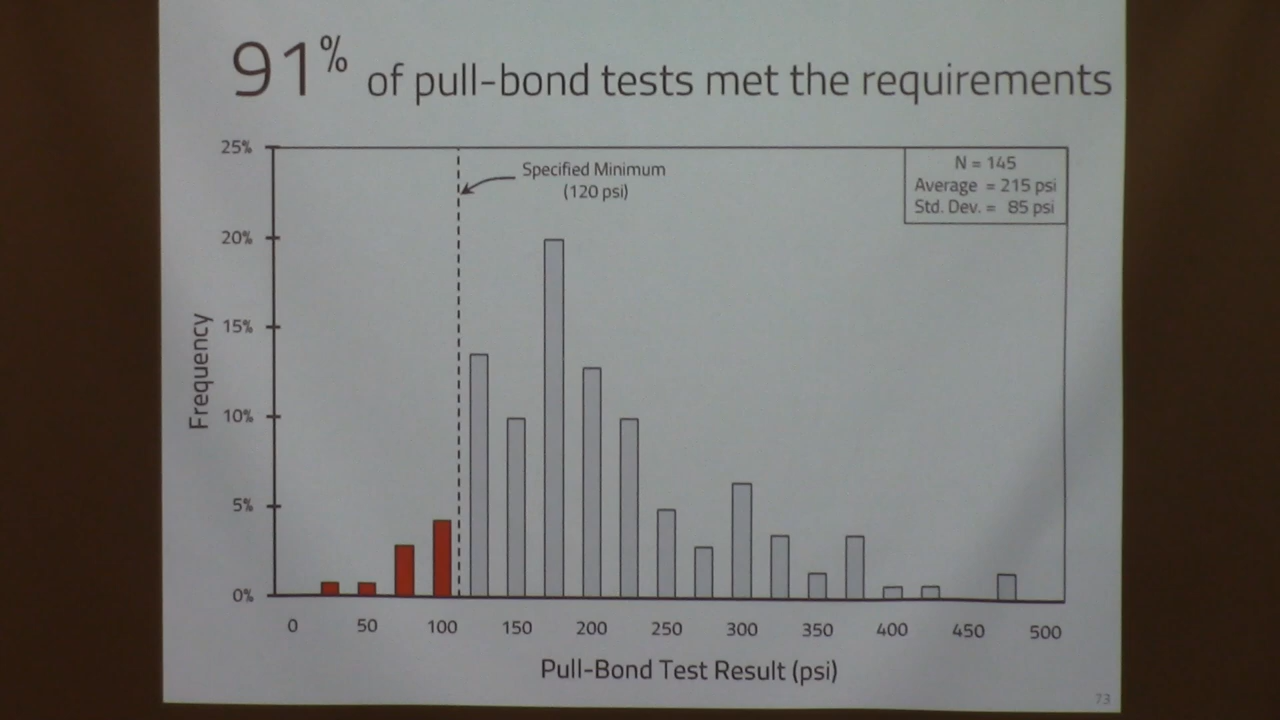 91% of pull-bond tests met the requirements
25%
Specified Minimum
(120 psi)
N = 145
Average = 215 psi
Std. Dev. = 85 psi
20%
15%
10%
5%
0%
Frequency
0 50 100 150 200 250 300 350 400 450 500
Pull-Bond Test Result (psi)
73